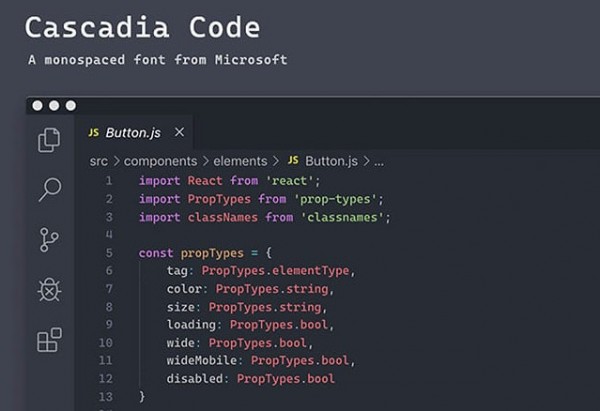 Cascadia Code
A monospaced font from Microsoft
JS Button.js ×
src > components > elements > JS Button.js > ...
1 import React from 'react';
2 import PropTypes from 'prop-types';
3 import classNames from 'classnames';
4
5 const propTypes = {
6 tag: PropTypes.elementType,
7 color: PropTypes.string,
8 size: PropTypes.string,
9 loading: PropTypes.bool,
10 wide: PropTypes.bool,
11 wideMobile: PropTypes.bool,
12 disabled: PropTypes.bool
13 }